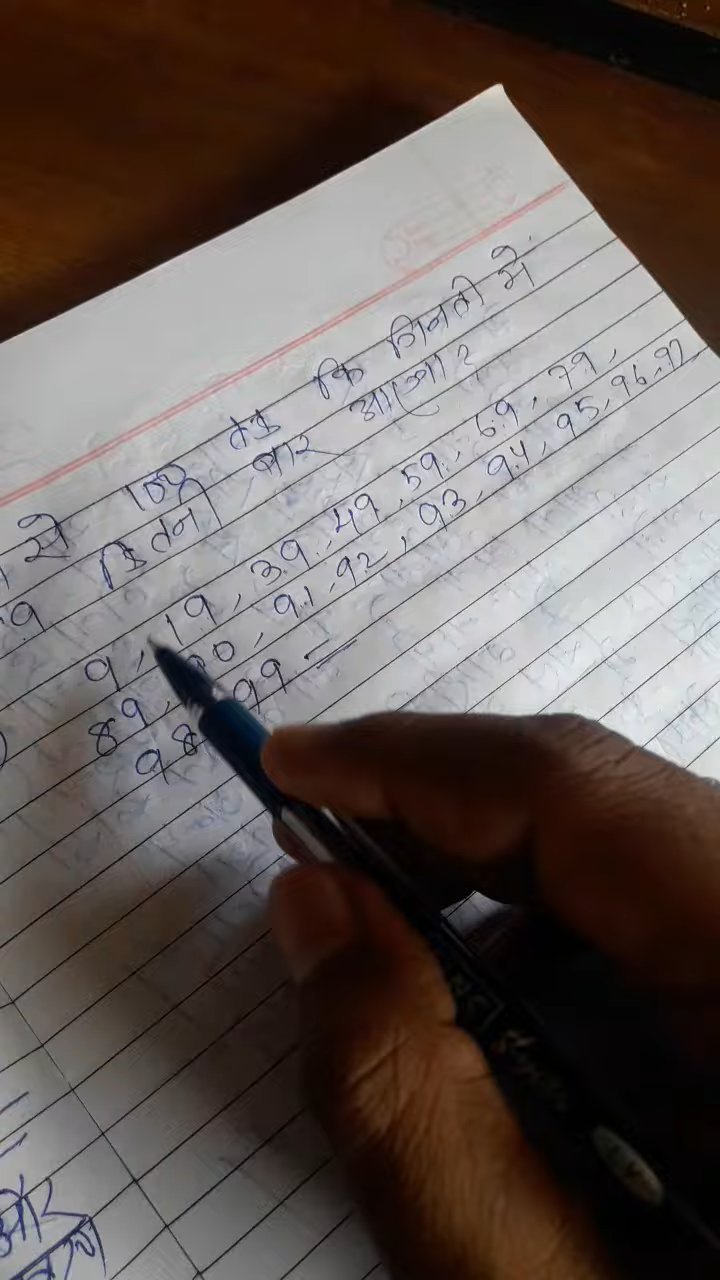 से 100 तक कि गिनती में
9 कितनी बार आएगा ?
9, 19, 39, 49, 59, 69, 79,
89, 90, 91, 92, 93, 94, 95, 96, 97
98 99 =